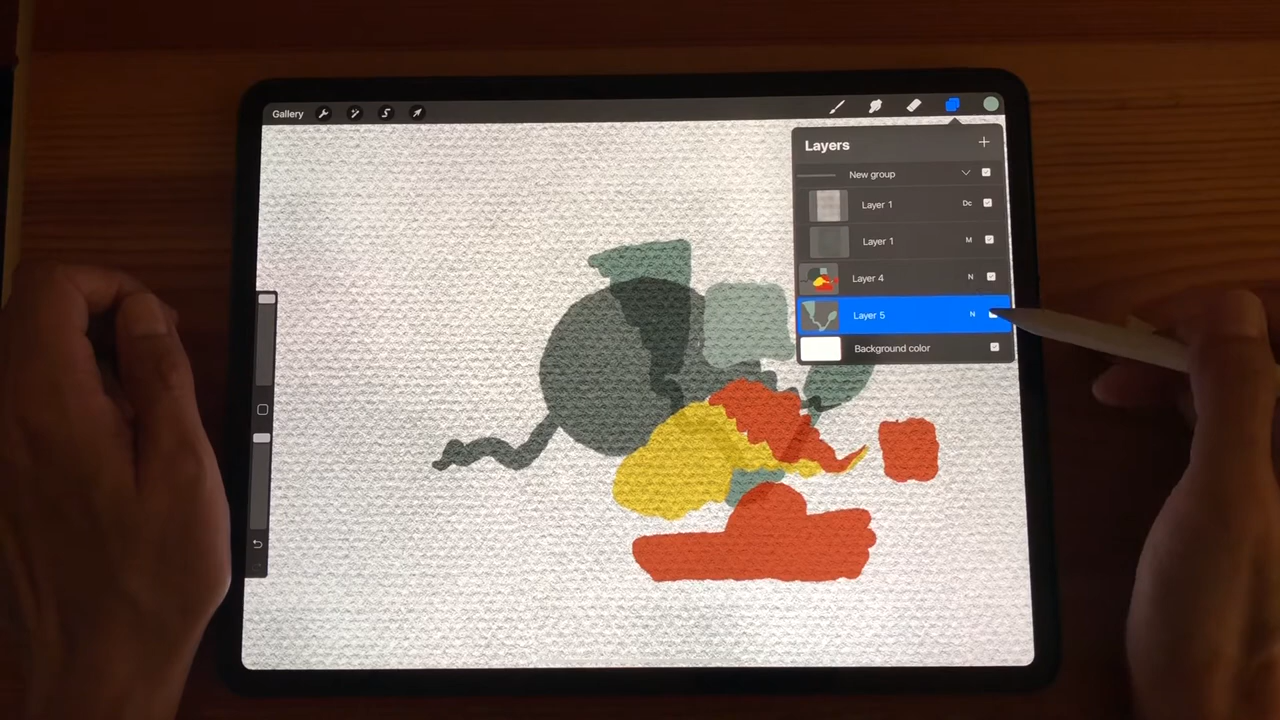 Gallery
Layers
New group
Layer 1 Dc
Layer 1 M
Layer 4 N
Layer 5 N
Background color